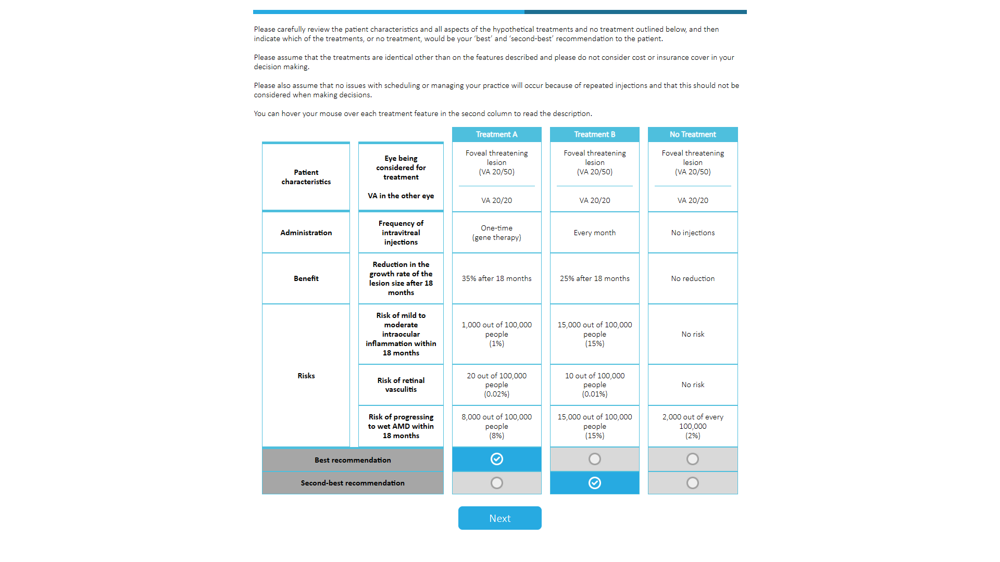 Please carefully review the patient characteristics and all aspects of the hypothetical treatments and no treatment outlined below, and then
indicate which of the treatments, or no treatment, would be your ‘best’ and ‘second-best’ recommendation to the patient.
Please assume that the treatments are identical other than on the features described and please do not consider cost or insurance cover in your
decision making.
Please also assume that no issues with scheduling or managing your practice will occur because of repeated injections and that this should not be
considered when making decisions.
You can hover your mouse over each treatment feature in the second column to read the description.
Treatment A
Treatment B
No Treatment
Patient
characteristics
Eye being
considered for
treatment
VA in the other eye
Foveal threatening
lesion
(VA 20/50)
VA 20/20
Foveal threatening
lesion
(VA 20/50)
VA 20/20
Foveal threatening
lesion
(VA 20/50)
VA 20/20
Administration
Frequency of
intravitreal
injections
One-time
(gene therapy)
Every month
No injections
Benefit
Reduction in the
growth rate of the
lesion size after 18
months
35% after 18 months
25% after 18 months
No reduction
Risks
Risk of mild to
moderate
intraocular
inflammation within
18 months
1,000 out of 100,000
people
(1%)
15,000 out of 100,000
people
(15%)
No risk
Risk of retinal
vasculitis
20 out of 100,000
people
(0.02%)
10 out of 100,000
people
(0.01%)
No risk
Risk of progressing
to wet AMD within
18 months
8,000 out of 100,000
people
(8%)
15,000 out of 100,000
people
(15%)
2,000 out of every
100,000
(2%)
Best recommendation
Second-best recommendation
Next